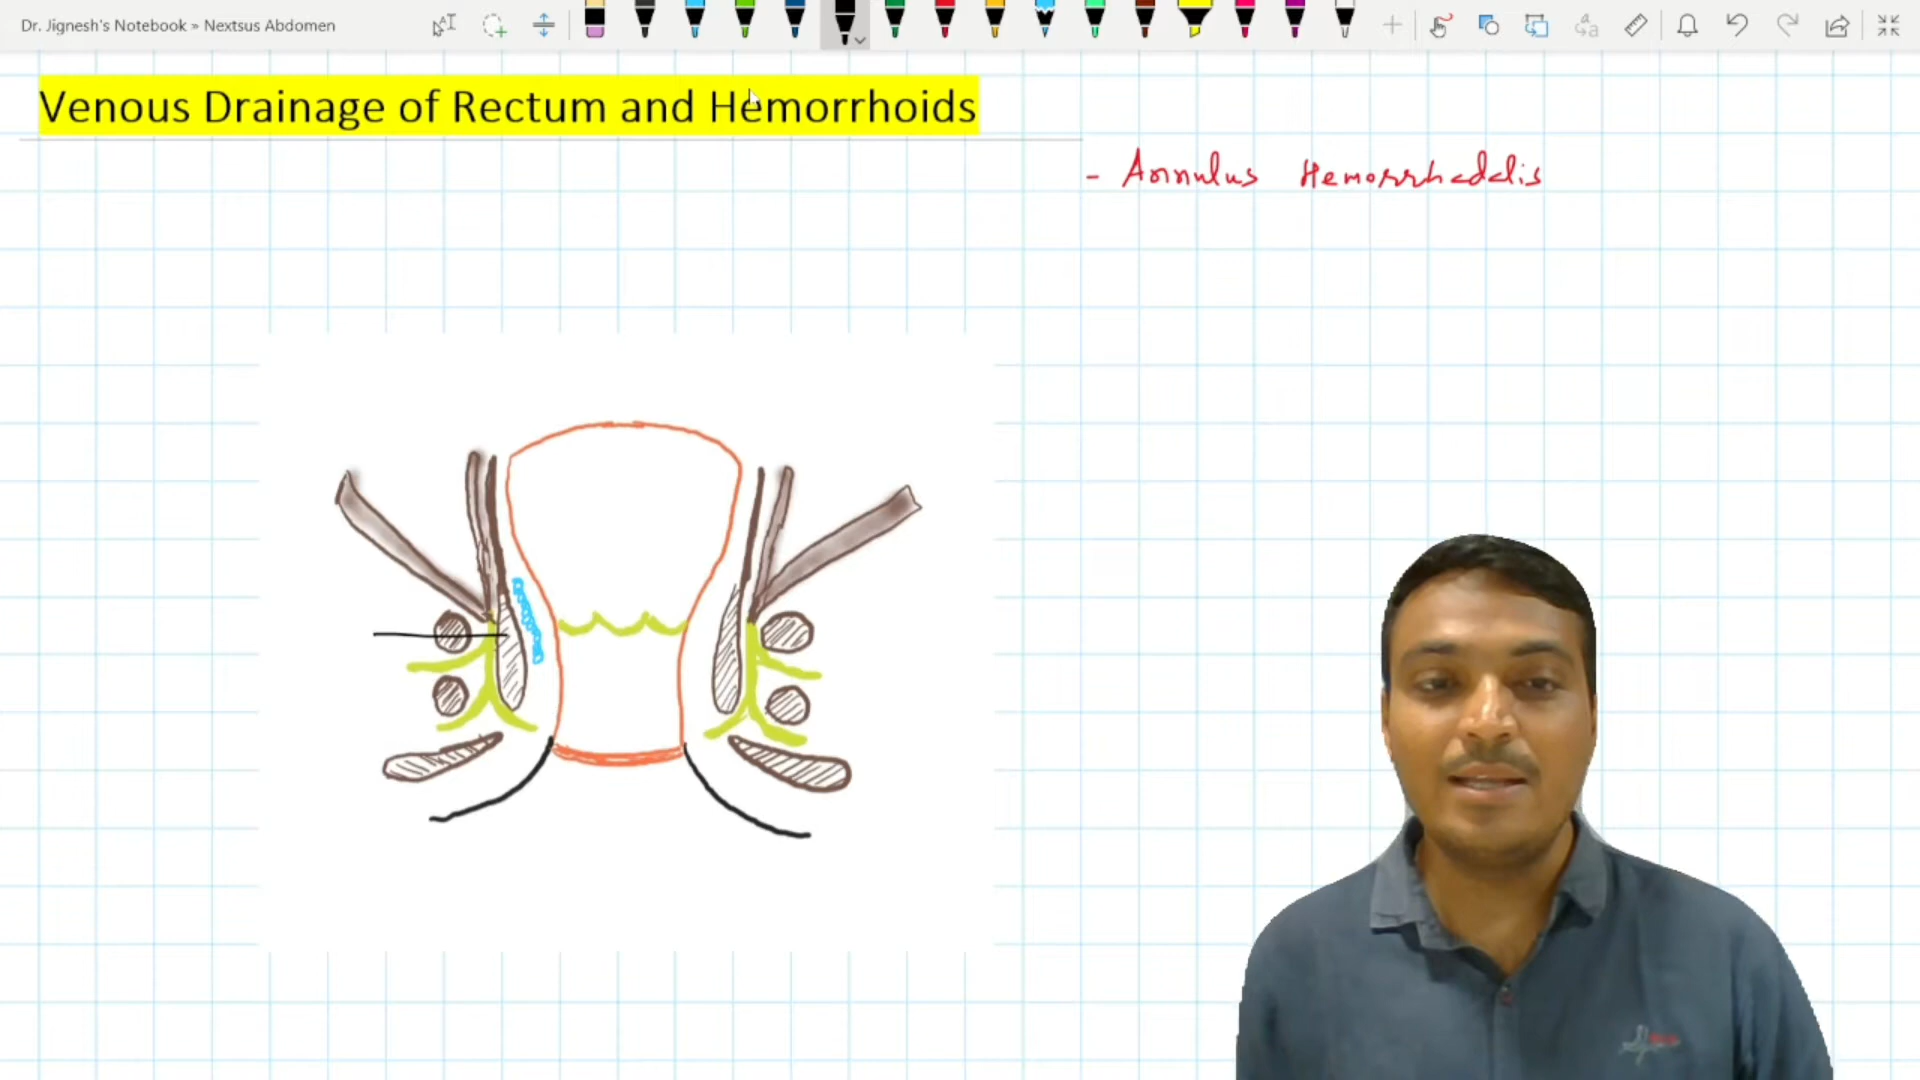 Dr. Jignesh's Notebook » Nextsus Abdomen
Venous Drainage of Rectum and Hemorrhoids
- Annulus Hemorrhoidalis